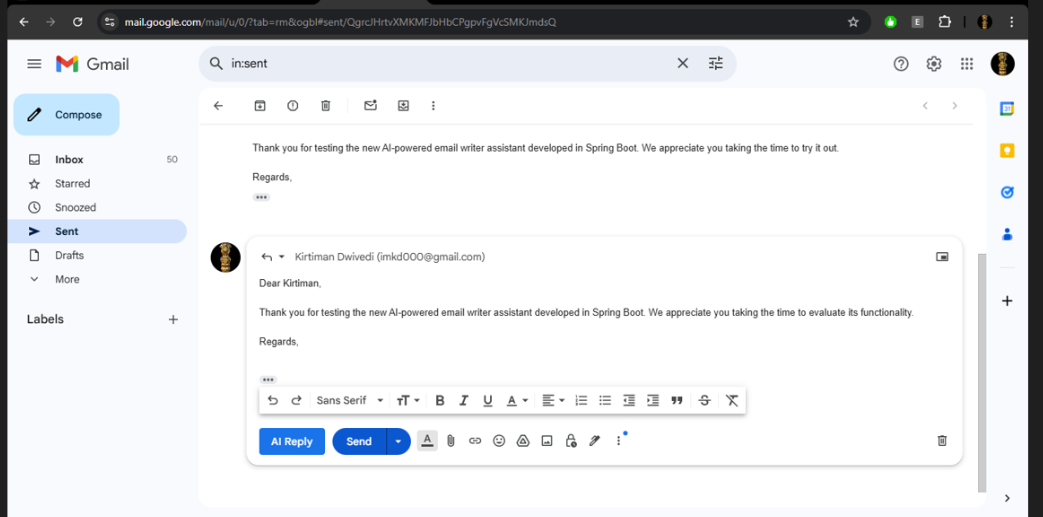 mail.google.com/mail/u/0/?tab=rm&ogbl#sent/QgrcJHrtvXMKMFJbHbCPgpvFgVcSMKJmdsQ
E
Gmail
in:sent
Compose
Inbox 50
Starred
Snoozed
Sent
Drafts
More
Labels
Thank you for testing the new AI-powered email writer assistant developed in Spring Boot. We appreciate you taking the time to try it out.
Regards,
Kirtiman Dwivedi (imkd000@gmail.com)
Dear Kirtiman,
Thank you for testing the new AI-powered email writer assistant developed in Spring Boot. We appreciate you taking the time to evaluate its functionality.
Regards,
Sans Serif
AI Reply
Send
31